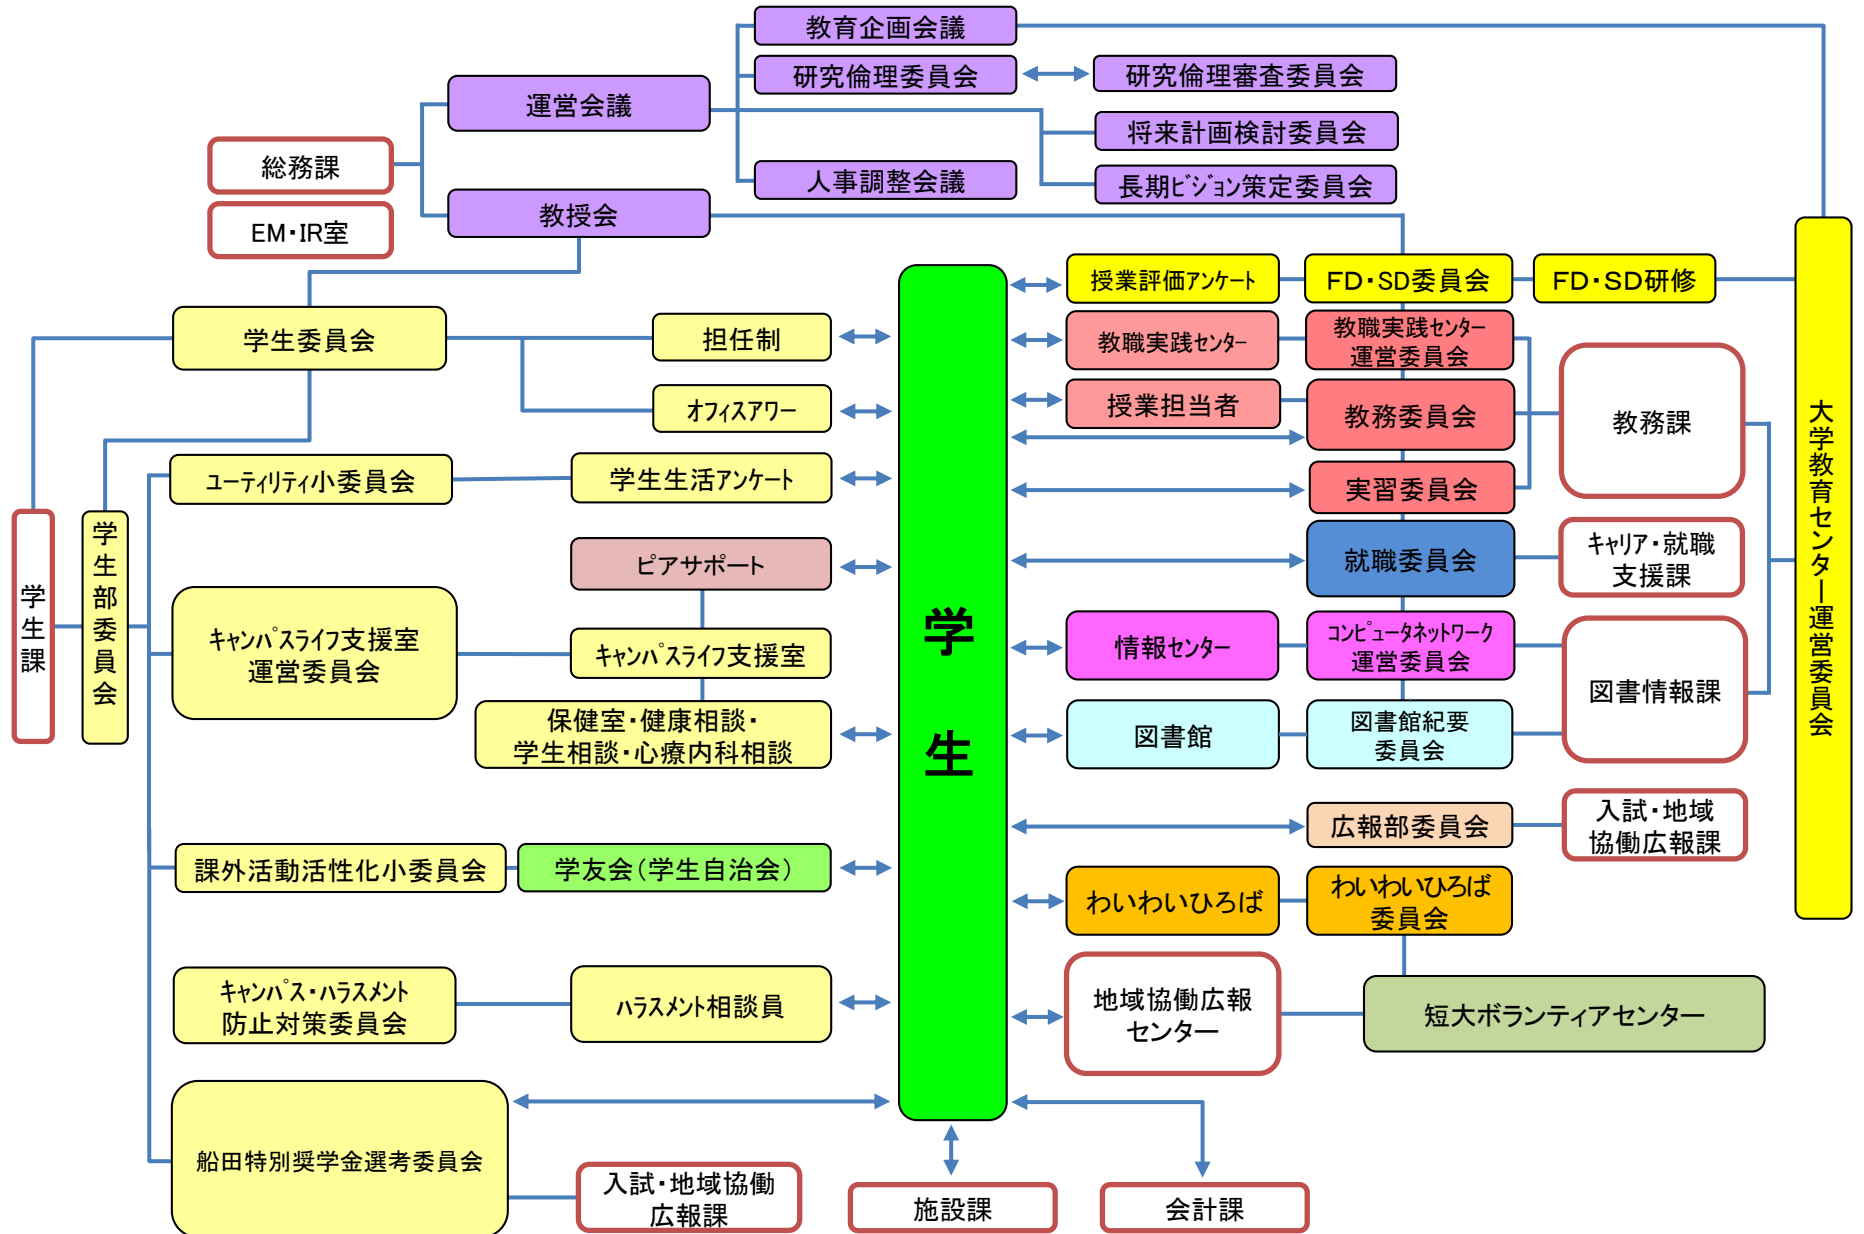 教育企画会議
研究倫理委員会
研究倫理審査委員会
運営会議
将来計画検討委員会
総務課
人事調整会議
長期ビジョン策定委員会
教授会
EM・IR室
授業評価アンケート
FD・SD委員会
FD・SD研修
学生委員会
担任制
教職実践センター
教職実践センター
運営委員会
オフィスアワー
授業担当者
教務委員会
教務課
大学教育センター運営委員会
ユーティリティ小委員会
学生生活アンケート
実習委員会
学生課
学生部委員会
ピアサポート
学生
就職委員会
キャリア・就職
支援課
キャンパスライフ支援室
運営委員会
キャンパスライフ支援室
情報センター
コンピュータネットワーク
運営委員会
図書情報課
保健室・健康相談・
学生相談・心療内科相談
図書館
図書館紀要
委員会
広報部委員会
入試・地域
協働広報課
課外活動活性化小委員会
学友会(学生自治会)
わいわいひろば
わいわいひろば
委員会
キャンパス・ハラスメント
防止対策委員会
ハラスメント相談員
地域協働広報
センター
短大ボランティアセンター
船田特別奨学金選考委員会
入試・地域協働
広報課
施設課
会計課